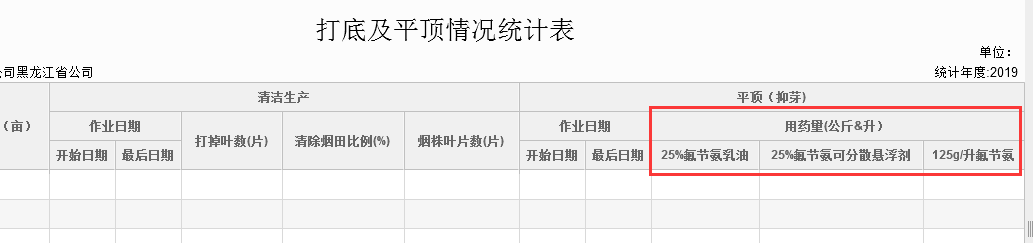 打底及平顶情况统计表
单位：
公司黑龙江省公司
统计年度:2019
（亩）
清洁生产
平顶（抑芽)
作业日期
打掉叶数(片)
清除烟田比例(%)
烟株叶片数(片)
作业日期
用药量(公斤&升）
开始日期
最后日期
开始日期
最后日期
25%氟节氨乳油
25%氟节氨可分散悬浮剂
125g/升氟节氨